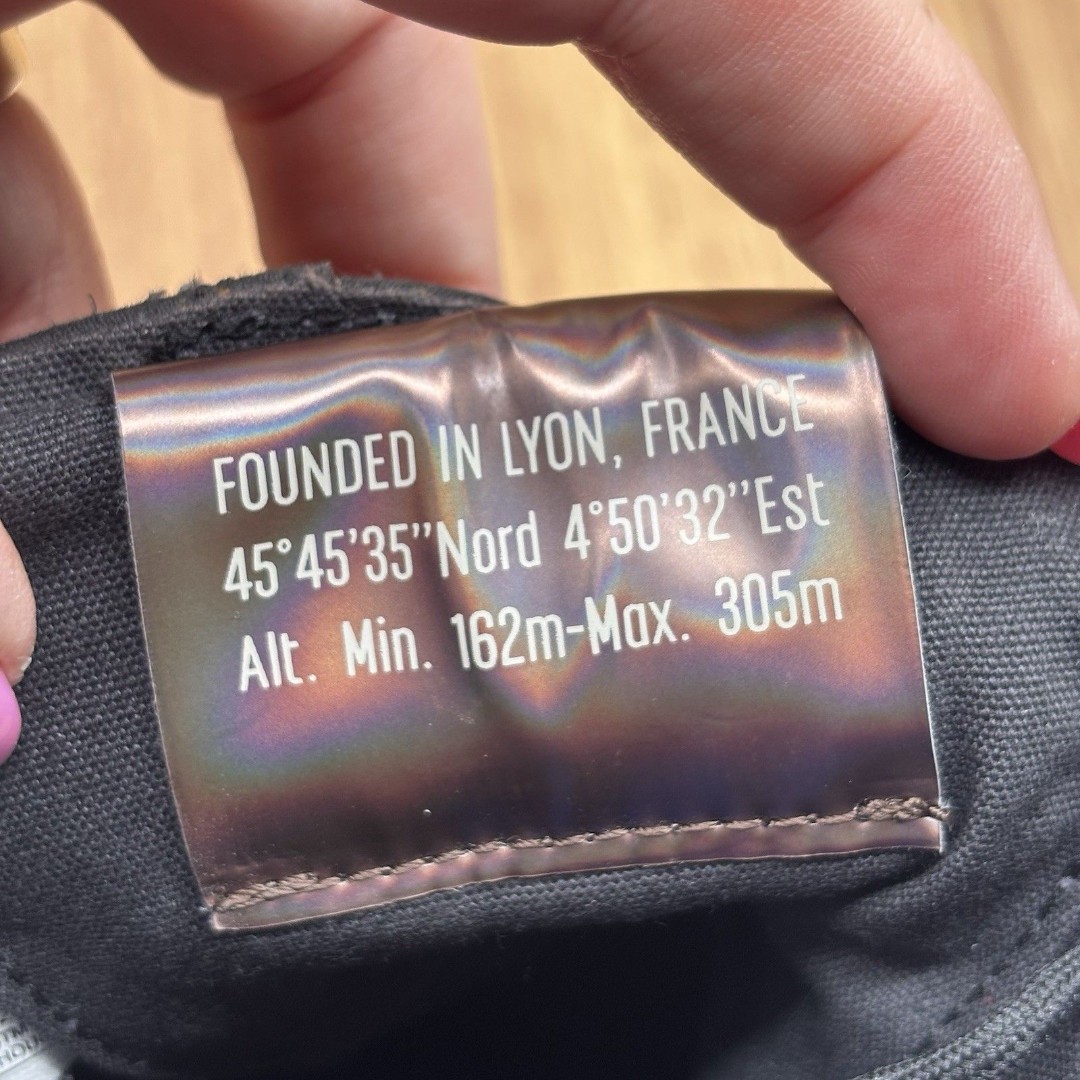 FOUNDED IN LYON, FRANCE
45°45'35''Nord 4°50'32''Est
Alt. Min. 162m-Max. 305m